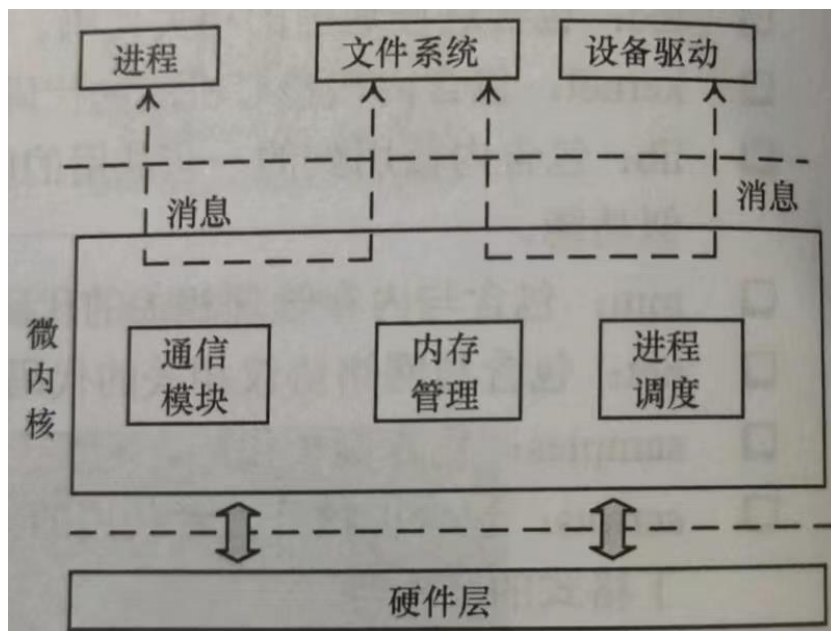 进程
文件系统
设备驱动
消息
消息
微内核
通信
模块
内存
管理
进程
调度
硬件层